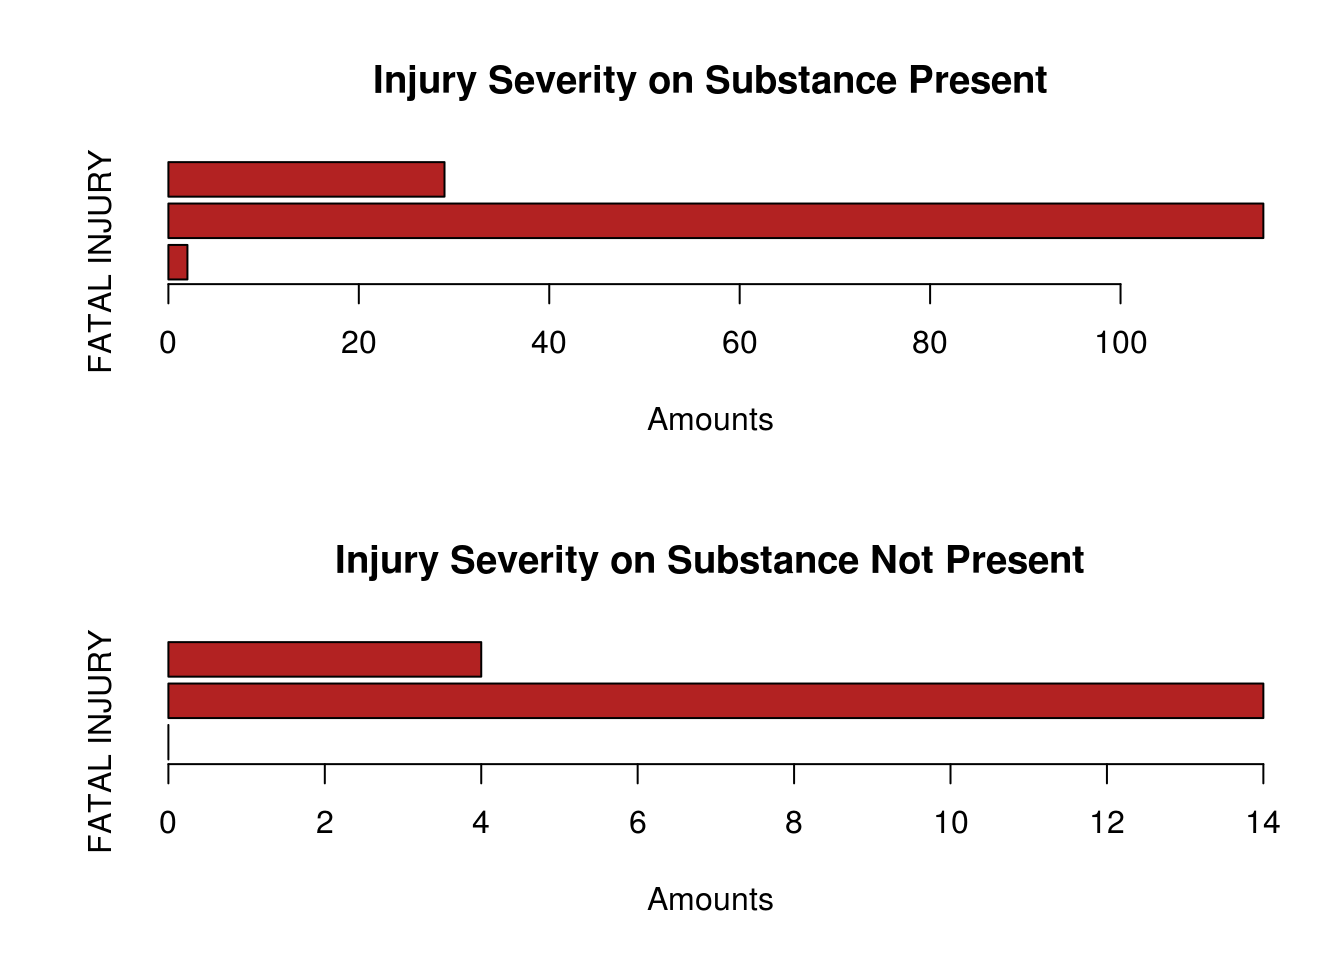 Injury Severity on Substance Present
FATAL INJURY
0 20 40 60 80 100
Amounts
Injury Severity on Substance Not Present
FATAL INJURY
0 2 4 6 8 10 12 14
Amounts